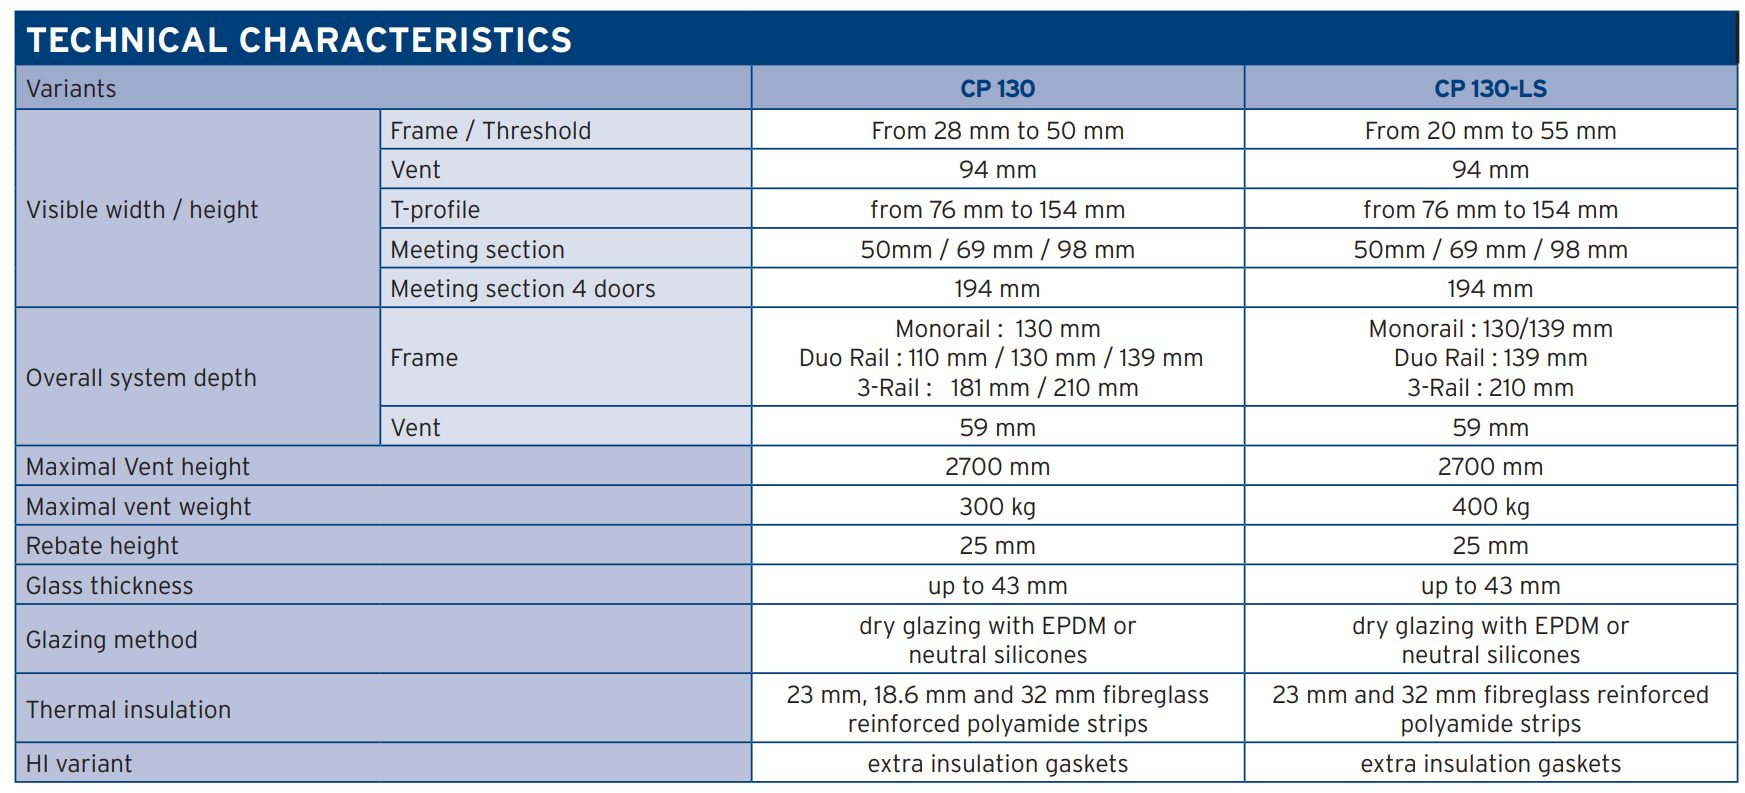 TECHNICAL CHARACTERISTICS
Variants CP 130 CP 130-LS
Visible width / height
Frame / Threshold From 28 mm to 50 mm From 20 mm to 55 mm
Vent 94 mm 94 mm
T-profile from 76 mm to 154 mm from 76 mm to 154 mm
Meeting section 50mm / 69 mm / 98 mm 50mm / 69 mm / 98 mm
Meeting section 4 doors 194 mm 194 mm
Overall system depth
Frame
Monorail : 130 mm
Duo Rail : 110 mm / 130 mm / 139 mm
3-Rail : 181 mm / 210 mm
Monorail : 130/139 mm
Duo Rail : 139 mm
3-Rail : 210 mm
Vent 59 mm 59 mm
Maximal Vent height 2700 mm 2700 mm
Maximal vent weight 300 kg 400 kg
Rebate height 25 mm 25 mm
Glass thickness up to 43 mm up to 43 mm
Glazing method
dry glazing with EPDM or
neutral silicones
dry glazing with EPDM or
neutral silicones
Thermal insulation
23 mm, 18.6 mm and 32 mm fibreglass
reinforced polyamide strips
23 mm and 32 mm fibreglass reinforced
polyamide strips
HI variant extra insulation gaskets extra insulation gaskets